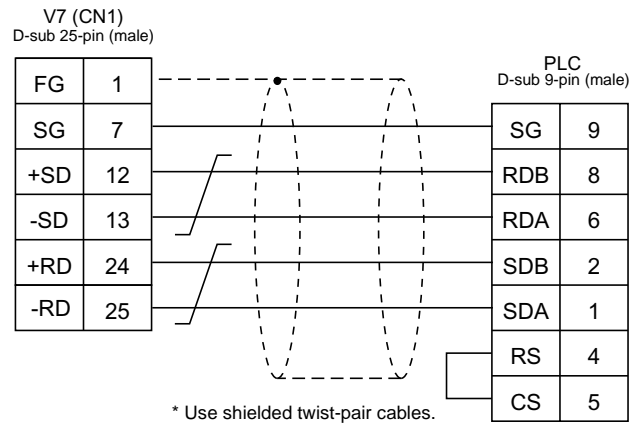 V7 (CN1)
D-sub 25-pin (male)
PLC
D-sub 9-pin (male)
FG 1
SG 7
SG 9
+SD 12
RDB 8
-SD 13
RDA 6
+RD 24
SDB 2
-RD 25
SDA 1
RS 4
CS 5
* Use shielded twist-pair cables.